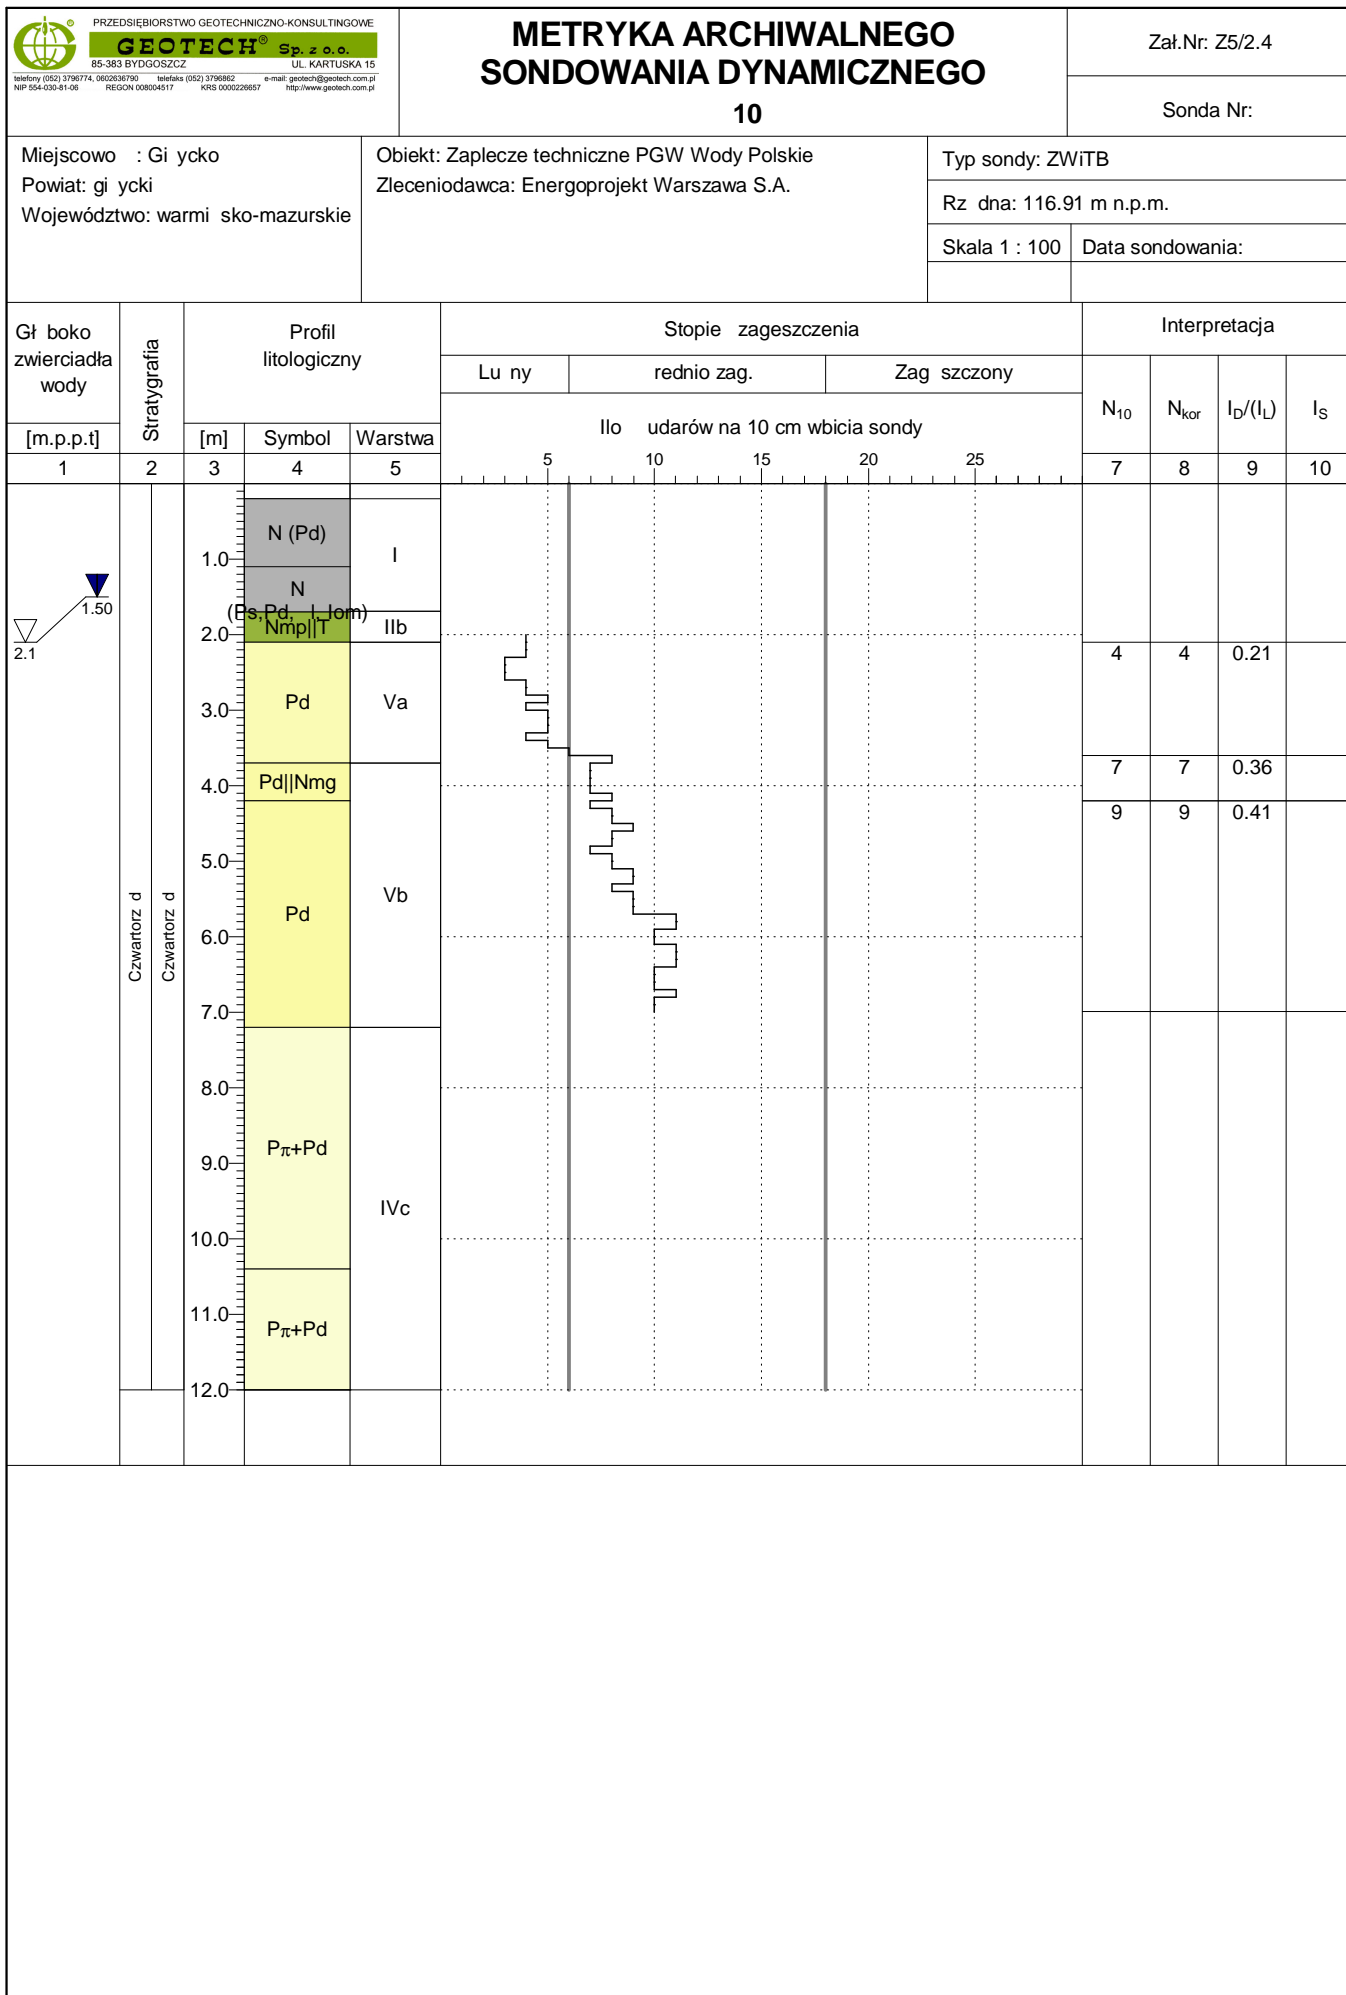 PRZEDSIĘBIORSTWO GEOTECHNICZNO-KONSULTINGOWE
GEOTECH® Sp. z o.o.
85-383 BYDGOSZCZ UL. KARTUSKA 15
telefony (052) 3796774, 0602636790 telefaks (052) 3796862 e-mail: geotech@geotech.com.pl
NIP 554-030-81-06 REGON 008004517 KRS 0000226657 http://www.geotech.com.pl
METRYKA ARCHIWALNEGO
SONDOWANIA DYNAMICZNEGO
10
Zał.Nr: Z5/2.4
Sonda Nr:
Miejscowo : Gi ycko
Powiat: gi ycki
Województwo: warmi sko-mazurskie
Obiekt: Zaplecze techniczne PGW Wody Polskie
Zleceniodawca: Energoprojekt Warszawa S.A.
Typ sondy: ZWiTB
Rz dna: 116.91 m n.p.m.
Skala 1 : 100 Data sondowania:
Gł boko
zwierciadła
wody
[m.p.p.t]
Stratygrafia
Profil
litologiczny
[m] Symbol Warstwa
Stopie zageszczenia
Lu ny rednio zag. Zag szczony
Ilo udarów na 10 cm wbicia sondy
5 10 15 20 25
Interpretacja
N10 Nkor ID/(IL) IS
1 2 3 4 5 7 8 9 10
N (Pd)
1.0
I
N
1.50
(Ps,Pd, I, Iom)
Nmp||T IIb
2.0
2.1
4 4 0.21
Pd Va
3.0
7 7 0.36
Pd||Nmg
4.0
9 9 0.41
5.0
Vb
Pd
Czwartorz d
Czwartorz d
6.0
7.0
8.0
Pπ+Pd
9.0
IVc
10.0
11.0
Pπ+Pd
12.0